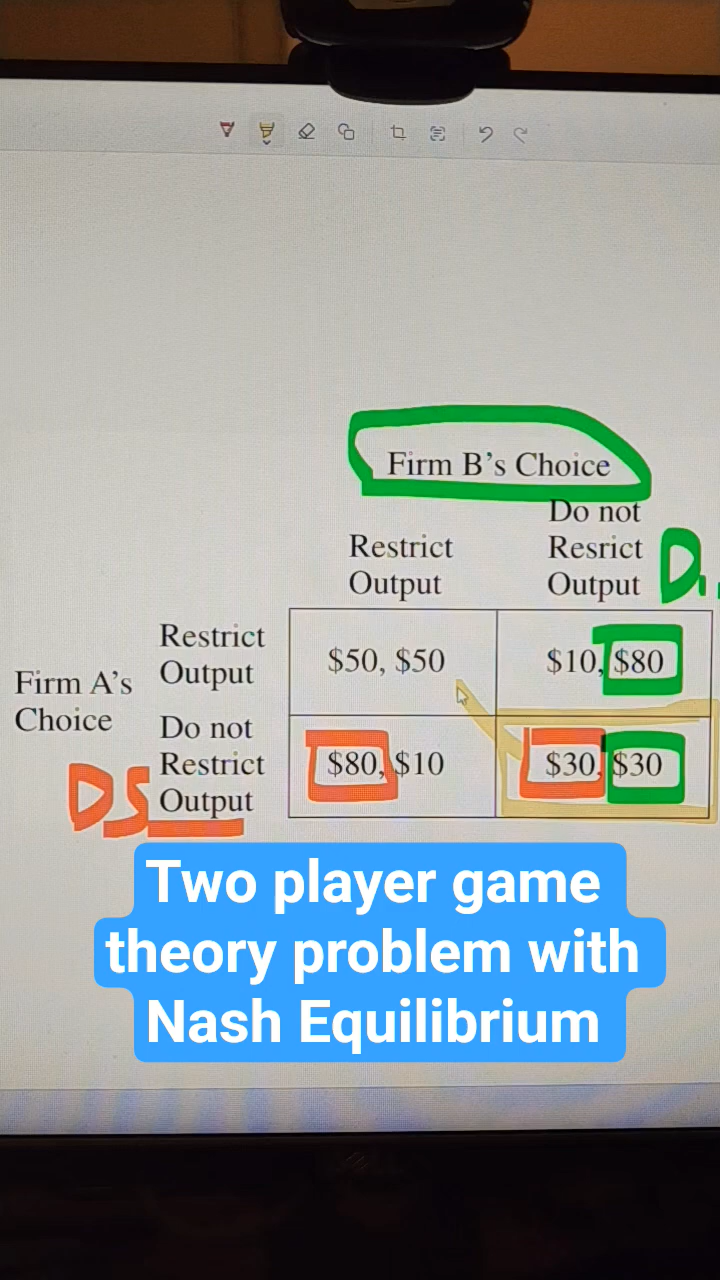 Firm B's Choice
Do not
Restrict Resrict
Output Output D
Restrict
Output $50, $50 $10, $80
Firm A's
Choice
Do not
Restrict $80, $10 $30, $30
Output
DS
Two player game
theory problem with
Nash Equilibrium